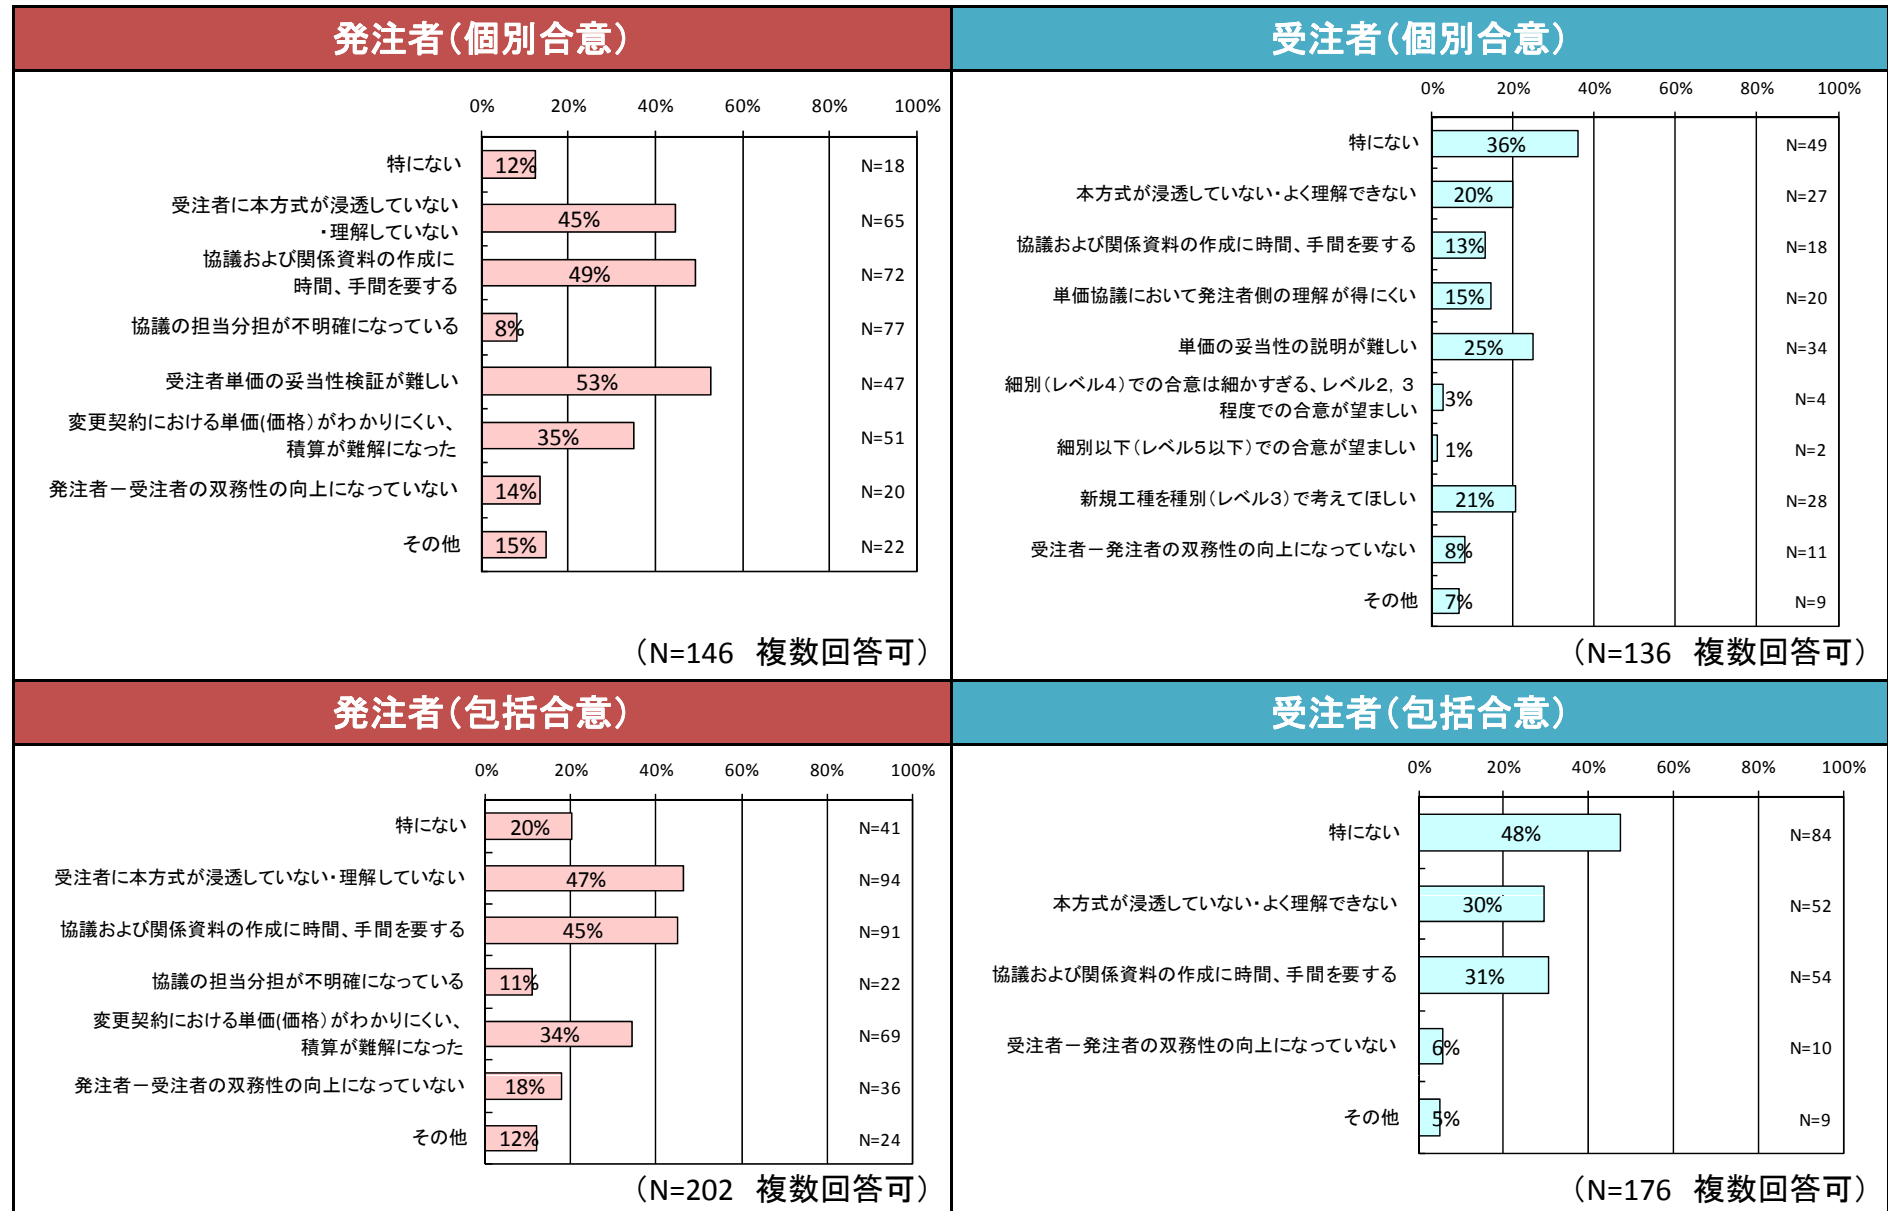 発注者（個別合意）
0% 20% 40% 60% 80% 100%
特にない 12% N=18
受注者に本方式が浸透していない
・理解していない 45% N=65
協議および関係資料の作成に
時間、手間を要する 49% N=72
協議の担当分担が不明確になっている 8% N=77
受注者単価の妥当性検証が難しい 53% N=47
変更契約における単価(価格）がわかりにくい、
積算が難解になった 35% N=51
発注者－受注者の双務性の向上になっていない 14% N=20
その他 15% N=22
（N=146 複数回答可）
受注者（個別合意）
0% 20% 40% 60% 80% 100%
特にない 36% N=49
本方式が浸透していない・よく理解できない 20% N=27
協議および関係資料の作成に時間、手間を要する 13% N=18
単価協議において発注者側の理解が得にくい 15% N=20
単価の妥当性の説明が難しい 25% N=34
細別（レベル４）での合意は細かすぎる、レベル２，３
程度での合意が望ましい 3% N=4
細別以下（レベル５以下）での合意が望ましい 1% N=2
新規工種を種別（レベル３）で考えてほしい 21% N=28
受注者－発注者の双務性の向上になっていない 8% N=11
その他 7% N=9
（N=136 複数回答可）
発注者（包括合意）
0% 20% 40% 60% 80% 100%
特にない 20% N=41
受注者に本方式が浸透していない・理解していない 47% N=94
協議および関係資料の作成に時間、手間を要する 45% N=91
協議の担当分担が不明確になっている 11% N=22
変更契約における単価(価格）がわかりにくい、
積算が難解になった 34% N=69
発注者－受注者の双務性の向上になっていない 18% N=36
その他 12% N=24
（N=202 複数回答可）
受注者（包括合意）
0% 20% 40% 60% 80% 100%
特にない 48% N=84
本方式が浸透していない・よく理解できない 30% N=52
協議および関係資料の作成に時間、手間を要する 31% N=54
受注者－発注者の双務性の向上になっていない 6% N=10
その他 5% N=9
（N=176 複数回答可）